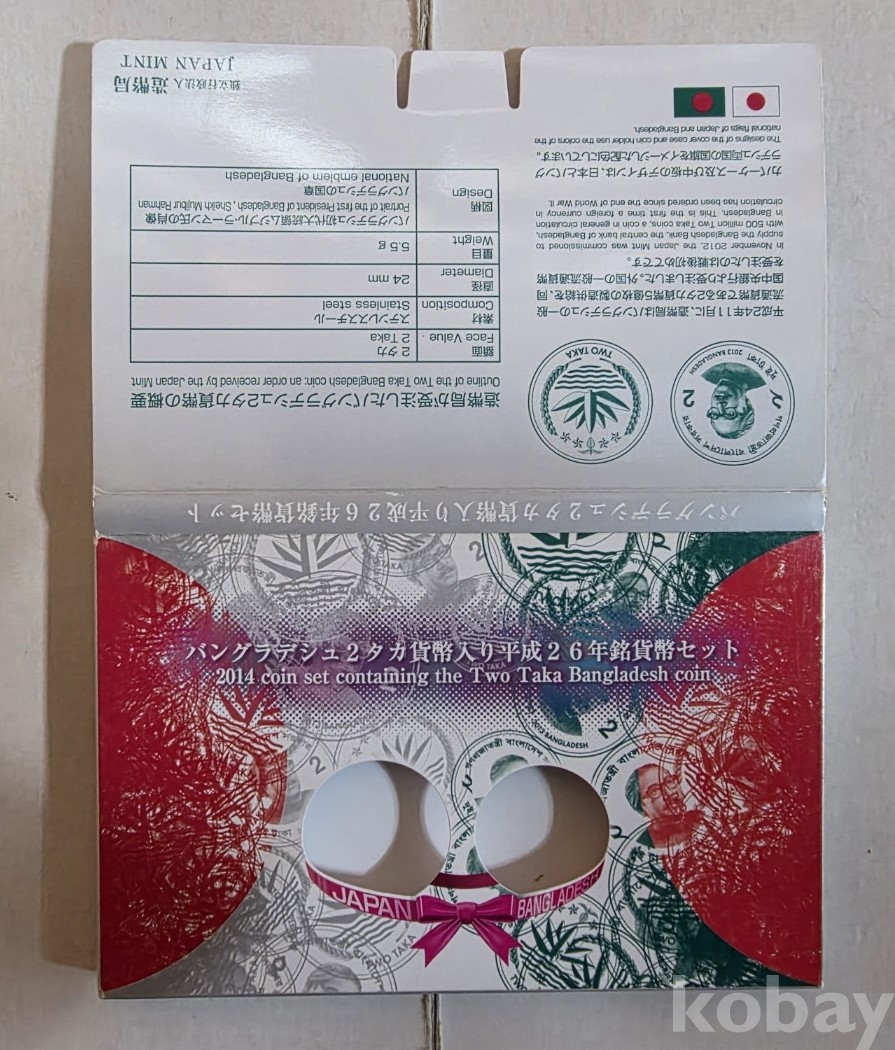 独立行政法人 造幣局
JAPAN MINT
カバーケース及び中板のデザインは、日本とバング
ラデシュ両国の国旗をイメージした配色にしています。
The designs of the cover case and coin holder use the colors of the
national flags of Japan and Bangladesh.
平成24年11月に、造幣局はバングラデシュの一般
流通貨幣である2タカ貨幣5億枚の製造供給を、同
国中央銀行より受注しました。外国の一般流通貨幣
を受注したのは戦後初めてです。
In November 2012, the Japan Mint was commissioned to
supply the Bangladesh Bank, the central bank of Bangladesh,
with 500 million Two Taka coins, a coin in general circulation
in Bangladesh. This is the first time a foreign currency in
circulation has been ordered since the end of World War II.
造幣局が受注したバングラデシュ2タカ貨幣の概要
Outline of the Two Taka Bangladesh coin: an order received by the Japan Mint
額面 2タカ
Face Value 2 Taka
素材 ステンレススチール
Composition Stainless steel
直径 24 mm
Diameter
量目 5.5 g
Weight
図柄 バングラデシュ初代大統領ムジブル・ラーマン氏の肖像
Design Portrait of the first President of Bangladesh, Sheikh Mujibur Rahman
バングラデシュの国章
National emblem of Bangladesh
TWO TAKA
গণপ্রজাতন্ত্রী বাংলাদেশ সরকার
2 ২
দুই টাকা 2013 BANGLADESH
バングラデシュ2タカ貨幣入り平成26年銘貨幣セット
バングラデシュ2タカ貨幣入り平成26年銘貨幣セット
2014 coin set containing the Two Taka Bangladesh coin
2013 BANGLADESH
গণপ্রজাতন্ত্রী বাংলাদেশ
JAPAN BANGLADESH
TWO TAKA
kobay